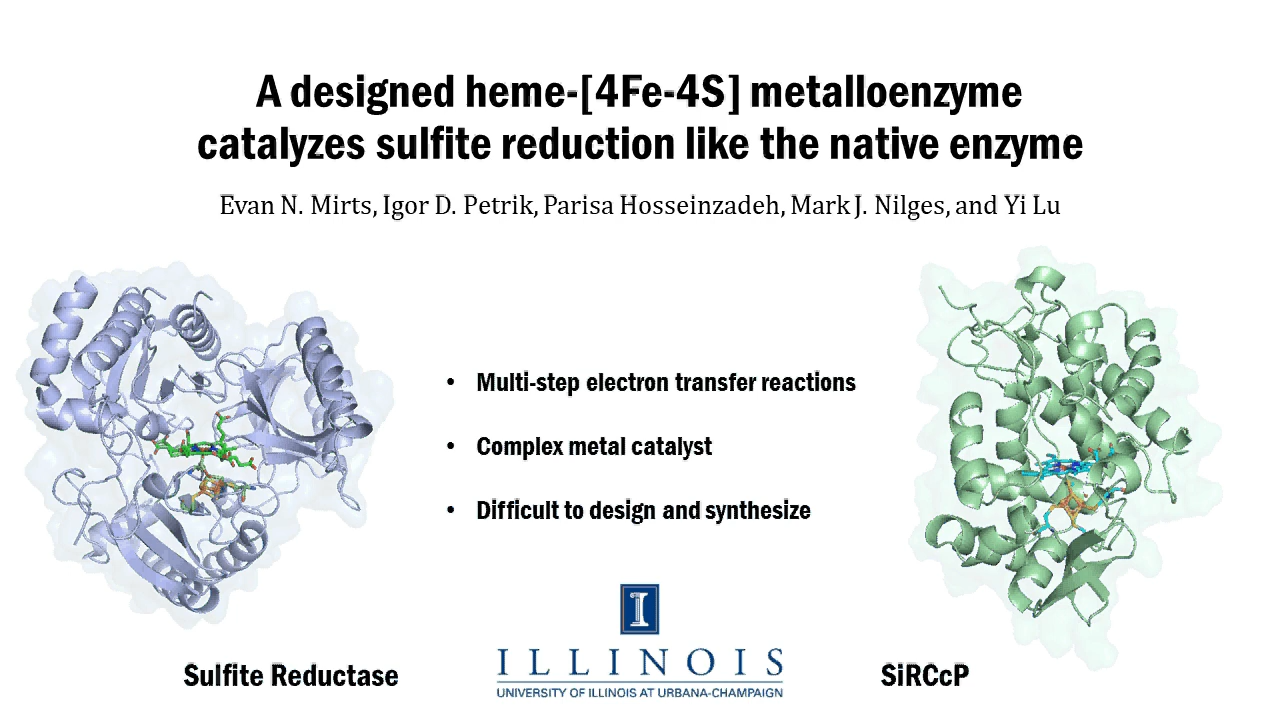 A designed heme-[4Fe-4S] metalloenzyme
catalyzes sulfite reduction like the native enzyme
Evan N. Mirts, Igor D. Petrik, Parisa Hosseinzadeh, Mark J. Nilges, and Yi Lu
• Multi-step electron transfer reactions
• Complex metal catalyst
• Difficult to design and synthesize
Sulfite Reductase
I
ILLINOIS
UNIVERSITY OF ILLINOIS AT URBANA-CHAMPAIGN
SiRCcP